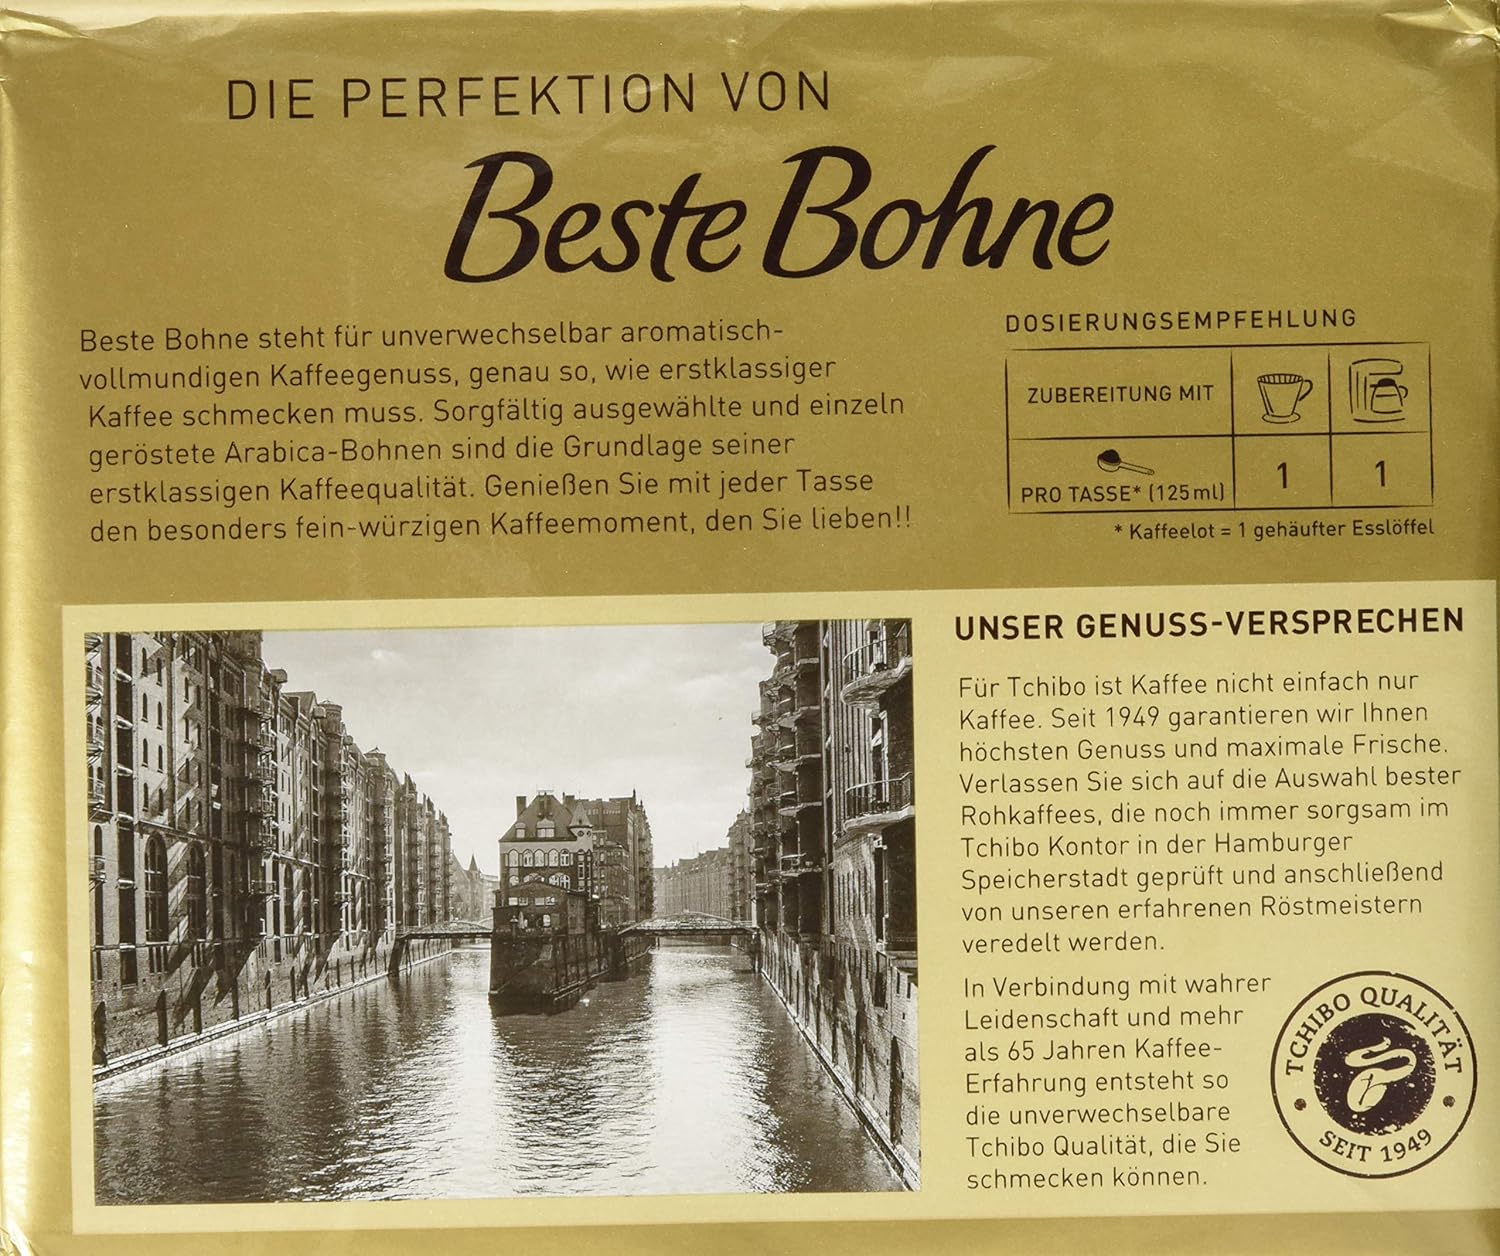 DIE PERFEKTION VON
Beste Bohne
Beste Bohne steht für unverwechselbar aromatisch-
vollmundigen Kaffeegenuss, genau so, wie erstklassiger
Kaffee schmecken muss. Sorgfältig ausgewählte und einzeln
geröstete Arabica-Bohnen sind die Grundlage seiner
erstklassigen Kaffeequalität. Genießen Sie mit jeder Tasse
den besonders fein-würzigen Kaffeemoment, den Sie lieben!!
DOSIERUNGSEMPFEHLUNG
ZUBEREITUNG MIT
PRO TASSE* (125ml) 1 1
* Kaffeelot = 1 gehäufter Esslöffel
UNSER GENUSS-VERSPRECHEN
Für Tchibo ist Kaffee nicht einfach nur
Kaffee. Seit 1949 garantieren wir Ihnen
höchsten Genuss und maximale Frische.
Verlassen Sie sich auf die Auswahl bester
Rohkaffees, die noch immer sorgsam im
Tchibo Kontor in der Hamburger
Speicherstadt geprüft und anschließend
von unseren erfahrenen Röstmeistern
veredelt werden.
In Verbindung mit wahrer
Leidenschaft und mehr
als 65 Jahren Kaffee-
Erfahrung entsteht so
die unverwechselbare
Tchibo Qualität, die Sie
schmecken können.
TCHIBO QUALITÄT
SEIT 1949